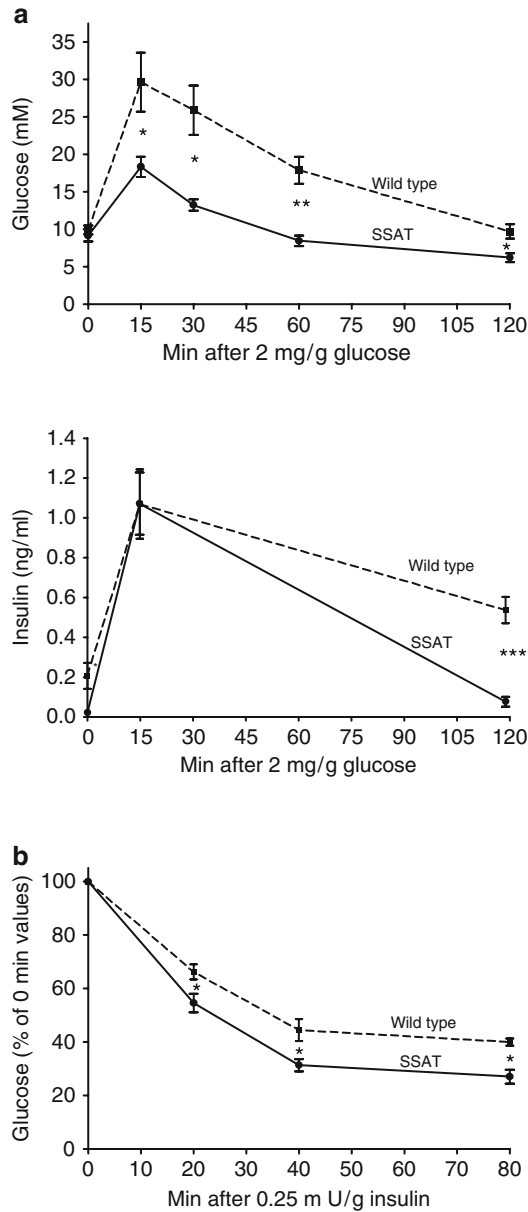 a
Glucose (mM)
35
30
25
20
15
10
5
0
*
*
**
*
Wild type
SSAT
0 15 30 45 60 75 90 105 120
Min after 2 mg/g glucose
Insulin (ng/ml)
1.4
1.2
1.0
0.8
0.6
0.4
0.2
0.0
*
Wild type
SSAT
***
0 15 30 45 60 75 90 105 120
Min after 2 mg/g glucose
b
Glucose (% of 0 min values)
100
80
60
40
20
0
*
*
*
Wild type
SSAT
0 10 20 30 40 50 60 70 80
Min after 0.25 m U/g insulin